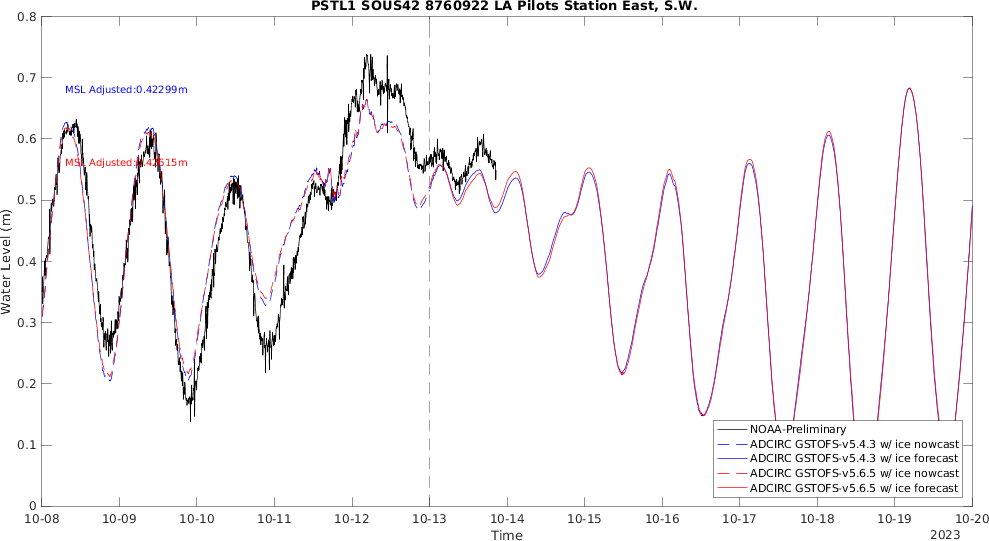 PSTL1 SOUS42 8760922 LA Pilots Station East, S.W.
Water Level (m)
0.8
0.7
0.6
0.5
0.4
0.3
0.2
0.1
0
MSL Adjusted:0.42299m
MSL Adjusted:0.42615m
NOAA-Preliminary
ADCIRC GSTOFS-v5.4.3 w/ ice nowcast
ADCIRC GSTOFS-v5.4.3 w/ ice forecast
ADCIRC GSTOFS-v5.6.5 w/ ice nowcast
ADCIRC GSTOFS-v5.6.5 w/ ice forecast
10-08 10-09 10-10 10-11 10-12 10-13 10-14 10-15 10-16 10-17 10-18 10-19 10-20
Time
2023